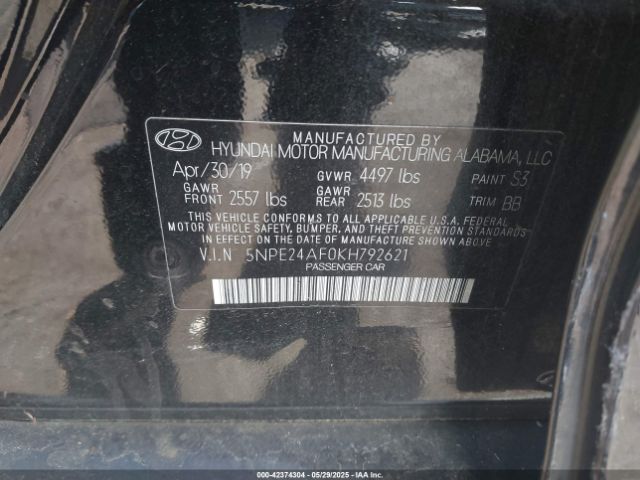 MANUFACTURED BY
HYUNDAI MOTOR MANUFACTURING ALABAMA, LLC
Apr/30/19 GVWR 4497 lbs PAINT S3
GAWR FRONT 2557 lbs GAWR REAR 2513 lbs TRIM BB
THIS VEHICLE CONFORMS TO ALL APPLICABLE U.S.A. FEDERAL
MOTOR VEHICLE SAFETY, BUMPER, AND THEFT PREVENTION STANDARDS
IN EFFECT ON THE DATE OF MANUFACTURE SHOWN ABOVE.
V.I.N 5NPE24AF0KH792621
PASSENGER CAR
000-42374304 05/29/2025 IAAI.COM